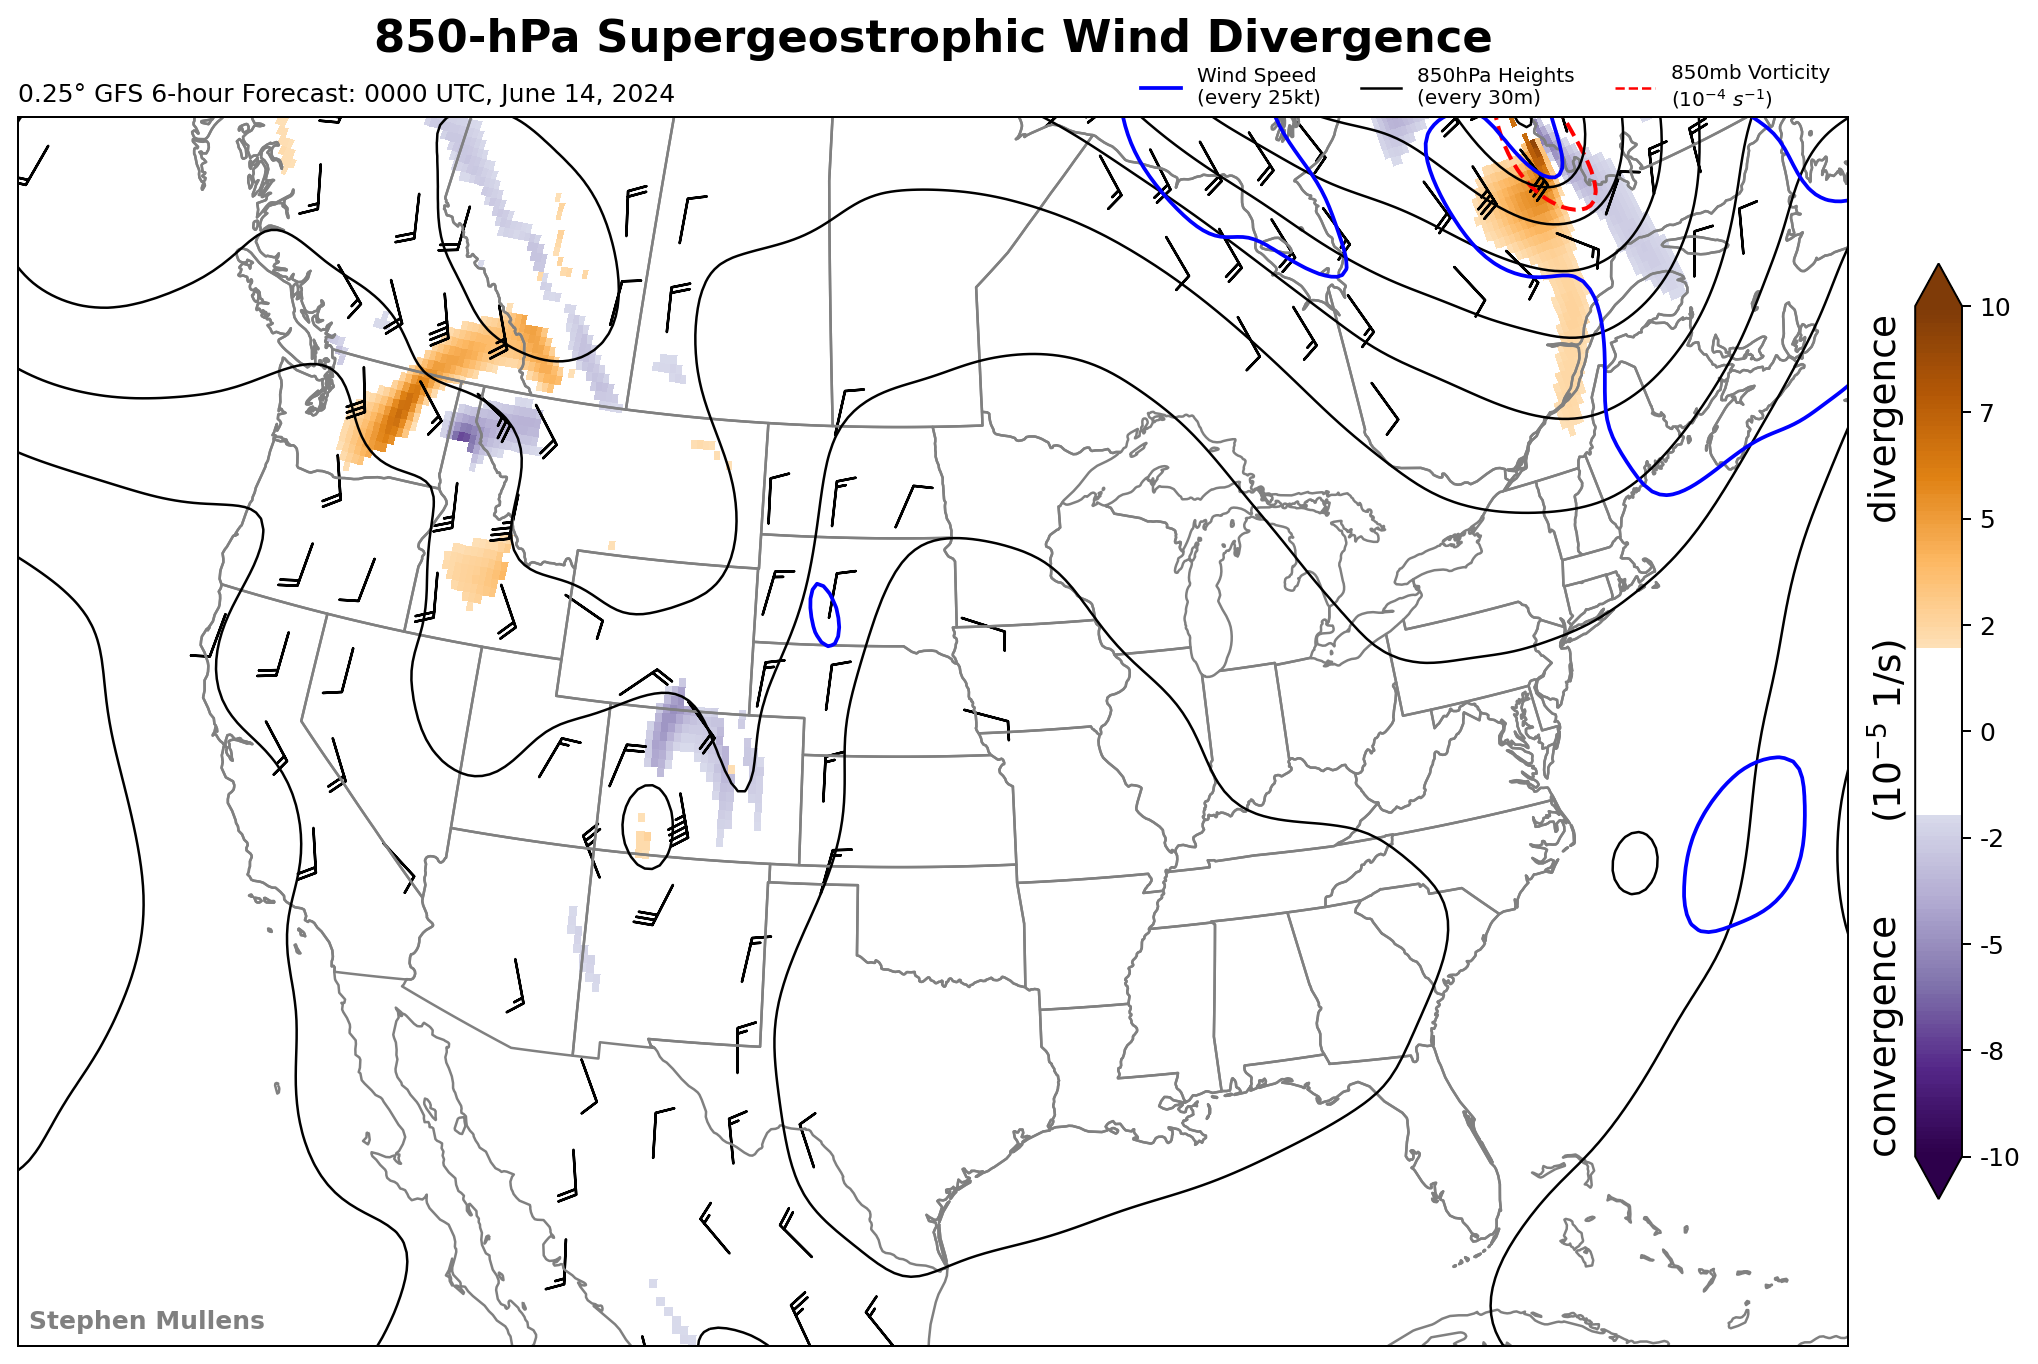 850-hPa Supergeostrophic Wind Divergence
0.25° GFS 6-hour Forecast: 0000 UTC, June 14, 2024
Wind Speed
(every 25kt)
850hPa Heights
(every 30m)
850mb Vorticity
(10⁻⁴ s⁻¹)
divergence
(10⁻⁵ 1/s)
convergence
10
7
5
2
0
-2
-5
-8
-10
Stephen Mullens